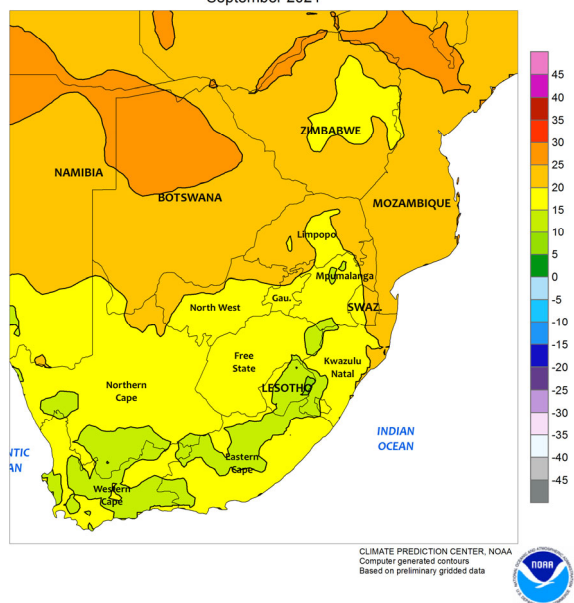 ZIMBABWE
NAMIBIA
BOTSWANA
MOZAMBIQUE
Limpopo
Mpumalanga
North West
Gau.
SWAZ.
Free
State
Kwazulu
Natal
LESOTHO
Northern
Cape
Eastern
Cape
Western
Cape
INDIAN
OCEAN
NTIC
AN
45
40
35
30
25
20
15
10
5
0
-5
-10
-15
-20
-25
-30
-35
-40
-45
CLIMATE PREDICTION CENTER, NOAA
Computer generated contours
Based on preliminary gridded data
NOAA